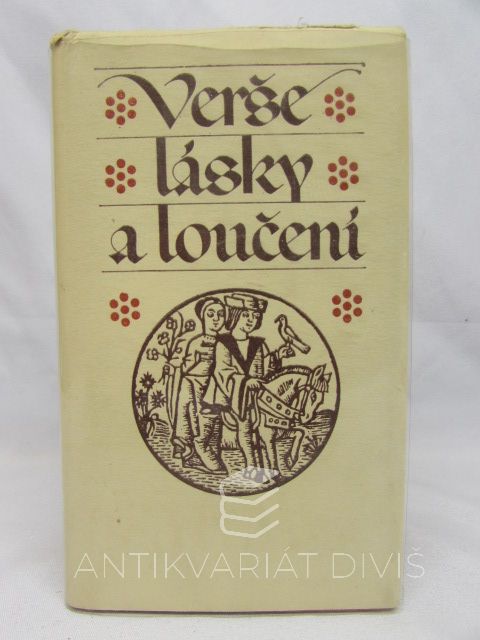 Verše
lásky
a loučení
ANTIKVARIÁT DIVIŠ